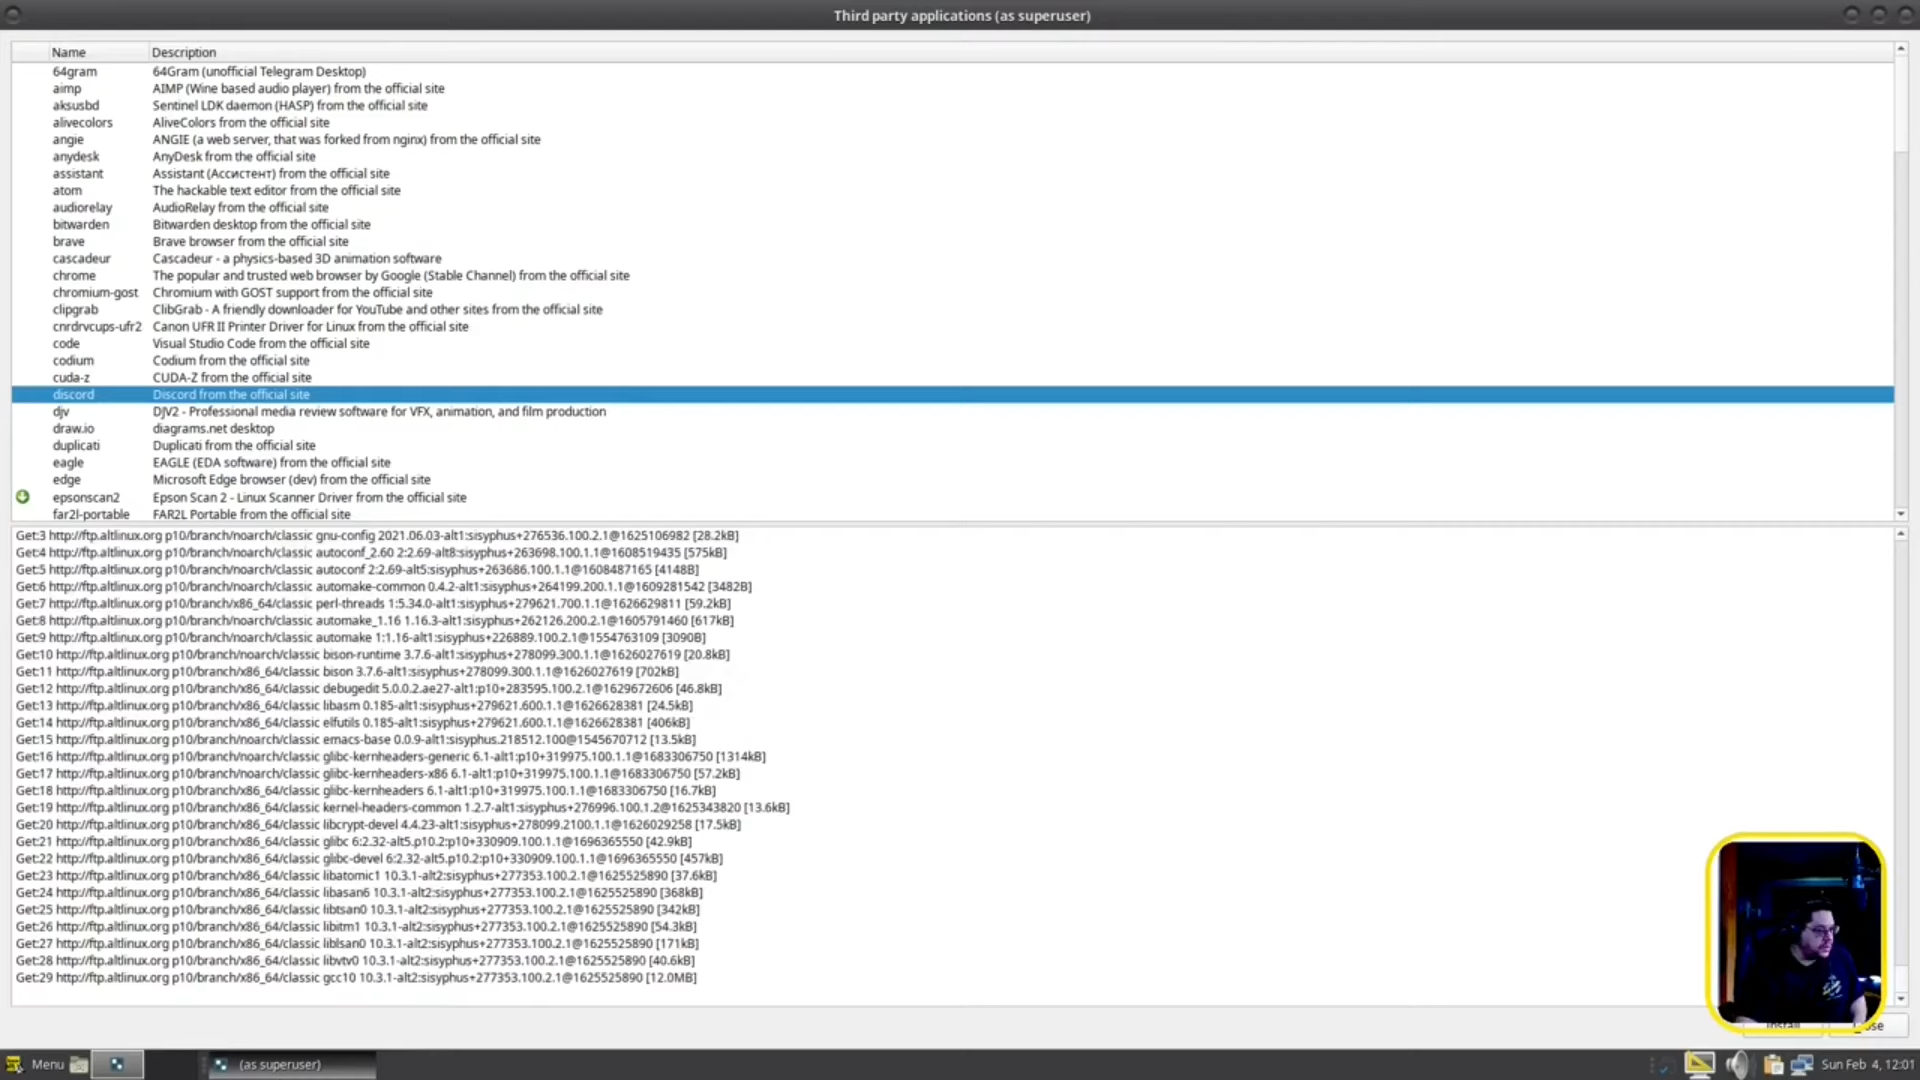 Third party applications (as superuser)
Name Description
64gram 64Gram (unofficial Telegram Desktop)
aimp AIMP (Wine based audio player) from the official site
aksusbd Sentinel LDK daemon (HASP) from the official site
alivecolors AliveColors from the official site
angie ANGIE (a web server, that was forked from nginx) from the official site
anydesk AnyDesk from the official site
assistant Assistant (Ассистент) from the official site
atom The hackable text editor from the official site
audiorelay AudioRelay from the official site
bitwarden Bitwarden desktop from the official site
brave Brave browser from the official site
cascadeur Cascadeur - a physics-based 3D animation software
chrome The popular and trusted web browser by Google (Stable Channel) from the official site
chromium-gost Chromium with GOST support from the official site
clipgrab ClibGrab - A friendly downloader for YouTube and other sites from the official site
cnrdrvcups-ufr2 Canon UFR II Printer Driver for Linux from the official site
code Visual Studio Code from the official site
codium Codium from the official site
cuda-z CUDA-Z from the official site
discord Discord from the official site
djv DJV2 - Professional media review software for VFX, animation, and film production
draw.io diagrams.net desktop
duplicati Duplicati from the official site
eagle EAGLE (EDA software) from the official site
edge Microsoft Edge browser (dev) from the official site
epsonscan2 Epson Scan 2 - Linux Scanner Driver from the official site
far2l-portable FAR2L Portable from the official site
Get:3 http://ftp.altlinux.org p10/branch/noarch/classic gnu-config 2021.06.03-alt1:sisyphus+276536.100.2.1@1625106982 [28.2kB]
Get:4 http://ftp.altlinux.org p10/branch/noarch/classic autoconf_2.60 2:2.69-alt8:sisyphus+263698.100.1.1@1608519435 [575kB]
Get:5 http://ftp.altlinux.org p10/branch/noarch/classic autoconf 2:2.69-alt5:sisyphus+263686.100.1.1@1608487165 [4148B]
Get:6 http://ftp.altlinux.org p10/branch/noarch/classic automake-common 0.4.2-alt1:sisyphus+264199.200.1.1@1609281542 [3482B]
Get:7 http://ftp.altlinux.org p10/branch/x86_64/classic perl-threads 1:5.34.0-alt1:sisyphus+279621.700.1.1@1626629811 [59.2kB]
Get:8 http://ftp.altlinux.org p10/branch/noarch/classic automake_1.16 1.16.3-alt1:sisyphus+262126.200.2.1@1605791460 [617kB]
Get:9 http://ftp.altlinux.org p10/branch/noarch/classic automake 1:1.16-alt1:sisyphus+226889.100.2.1@1554763109 [3090B]
Get:10 http://ftp.altlinux.org p10/branch/noarch/classic bison-runtime 3.7.6-alt1:sisyphus+278099.300.1.1@1626027619 [20.8kB]
Get:11 http://ftp.altlinux.org p10/branch/x86_64/classic bison 3.7.6-alt1:sisyphus+278099.300.1.1@1626027619 [702kB]
Get:12 http://ftp.altlinux.org p10/branch/x86_64/classic debugedit 5.0.0.2.ae27-alt1:p10+283595.100.2.1@1629672606 [46.8kB]
Get:13 http://ftp.altlinux.org p10/branch/x86_64/classic libasm 0.185-alt1:sisyphus+279621.600.1.1@1626628381 [24.5kB]
Get:14 http://ftp.altlinux.org p10/branch/x86_64/classic elfutils 0.185-alt1:sisyphus+279621.600.1.1@1626628381 [406kB]
Get:15 http://ftp.altlinux.org p10/branch/noarch/classic emacs-base 0.0.9-alt1:sisyphus.218512.100@1545670712 [13.5kB]
Get:16 http://ftp.altlinux.org p10/branch/noarch/classic glibc-kernheaders-generic 6.1-alt1:p10+319975.100.1.1@1683306750 [1314kB]
Get:17 http://ftp.altlinux.org p10/branch/noarch/classic glibc-kernheaders-x86 6.1-alt1:p10+319975.100.1.1@1683306750 [57.2kB]
Get:18 http://ftp.altlinux.org p10/branch/x86_64/classic glibc-kernheaders 6.1-alt1:p10+319975.100.1.1@1683306750 [16.7kB]
Get:19 http://ftp.altlinux.org p10/branch/x86_64/classic kernel-headers-common 1.2.7-alt1:sisyphus+276996.100.1.2@1625343820 [13.6kB]
Get:20 http://ftp.altlinux.org p10/branch/x86_64/classic libcrypt-devel 4.4.23-alt1:sisyphus+278099.2100.1.1@1626029258 [17.5kB]
Get:21 http://ftp.altlinux.org p10/branch/x86_64/classic glibc 6:2.32-alt5.p10.2:p10+330909.100.1.1@1696365550 [42.9kB]
Get:22 http://ftp.altlinux.org p10/branch/x86_64/classic glibc-devel 6:2.32-alt5.p10.2:p10+330909.100.1.1@1696365550 [457kB]
Get:23 http://ftp.altlinux.org p10/branch/x86_64/classic libatomic1 10.3.1-alt2:sisyphus+277353.100.2.1@1625525890 [37.6kB]
Get:24 http://ftp.altlinux.org p10/branch/x86_64/classic libasan6 10.3.1-alt2:sisyphus+277353.100.2.1@1625525890 [368kB]
Get:25 http://ftp.altlinux.org p10/branch/x86_64/classic libtsan0 10.3.1-alt2:sisyphus+277353.100.2.1@1625525890 [342kB]
Get:26 http://ftp.altlinux.org p10/branch/x86_64/classic libitm1 10.3.1-alt2:sisyphus+277353.100.2.1@1625525890 [54.3kB]
Get:27 http://ftp.altlinux.org p10/branch/x86_64/classic liblsan0 10.3.1-alt2:sisyphus+277353.100.2.1@1625525890 [171kB]
Get:28 http://ftp.altlinux.org p10/branch/x86_64/classic libvtv0 10.3.1-alt2:sisyphus+277353.100.2.1@1625525890 [40.6kB]
Get:29 http://ftp.altlinux.org p10/branch/x86_64/classic gcc10 10.3.1-alt2:sisyphus+277353.100.2.1@1625525890 [12.0MB]
Menu (as superuser) Sun Feb 4, 12:01